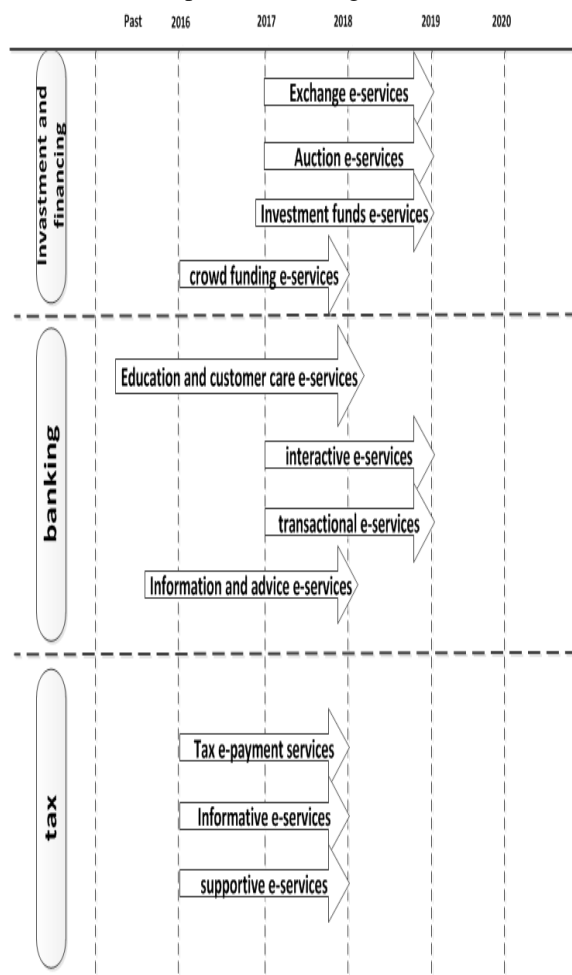 Past 2016 2017 2018 2019 2020
Invastment and
financing
Exchange e-services
Auction e-services
Investment funds e-services
crowd funding e-services
banking
Education and customer care e-services
interactive e-services
transactional e-services
Information and advice e-services
tax
Tax e-payment services
Informative e-services
supportive e-services